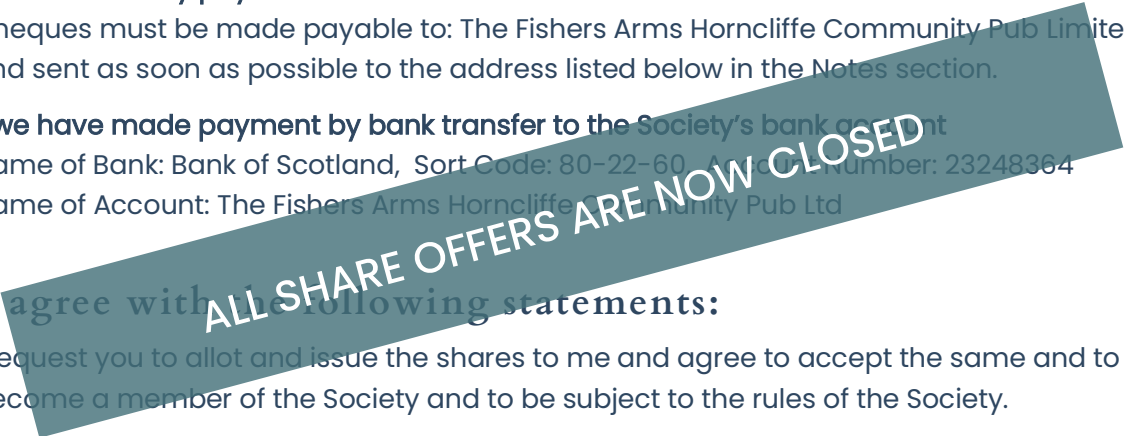 heques must be made payable to: The Fishers Arms Horncliffe Community Pub Limite
nd sent as soon as possible to the address listed below in the Notes section.
we have made payment by bank transfer to the Society's bank account
ame of Bank: Bank of Scotland, Sort Code: 80-22-60, Account Number: 23248364
ame of Account: The Fishers Arms Horncliffe Community Pub Ltd
ALL SHARE OFFERS ARE NOW CLOSED
agree with the following statements:
equest you to allot and issue the shares to me and agree to accept the same and to
ecome a member of the Society and to be subject to the rules of the Society.